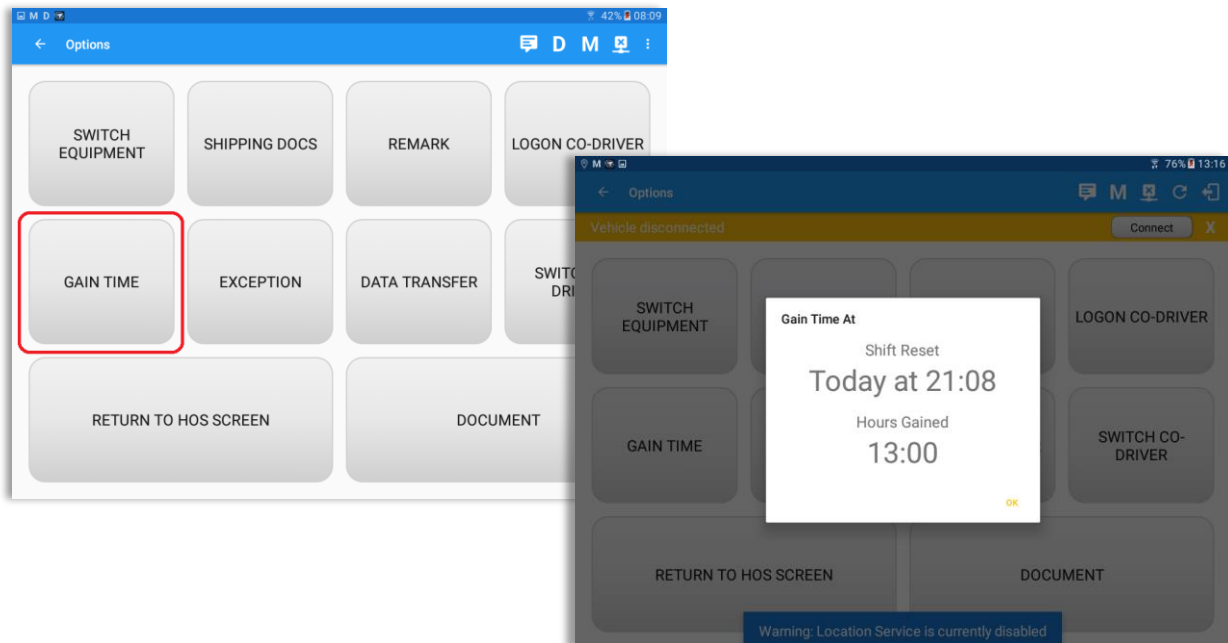 M D 42% 08:09
Options D M
SWITCH
EQUIPMENT
SHIPPING DOCS
REMARK
LOGON CO-DRIVER
GAIN TIME
EXCEPTION
DATA TRANSFER
RETURN TO HOS SCREEN
DOCUMENT
M 76% 13:16
Options M
Vehicle disconnected Connect X
SWITCH
EQUIPMENT
LOGON CO-DRIVER
GAIN TIME
SWITCH CO-
DRIVER
Gain Time At
Shift Reset
Today at 21:08
Hours Gained
13:00
OK
RETURN TO HOS SCREEN
DOCUMENT
Warning: Location Service is currently disabled